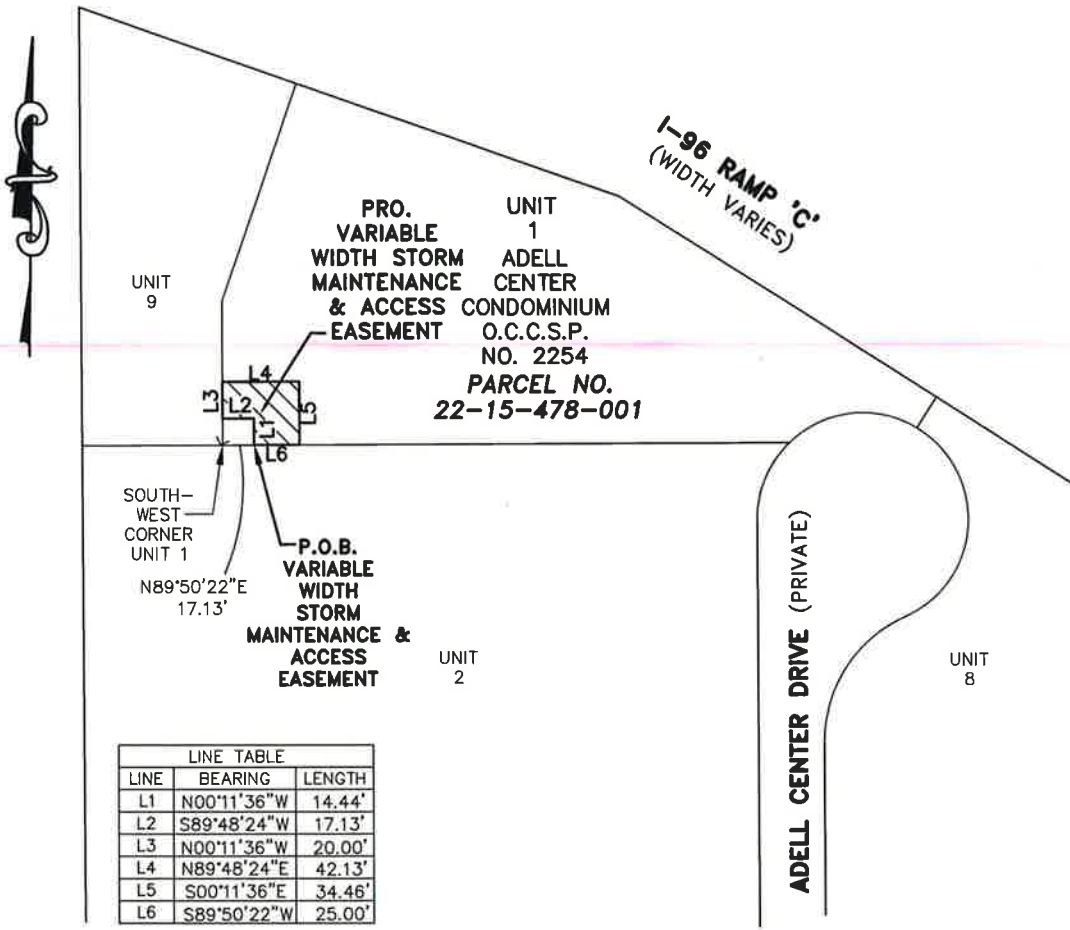 I-96 RAMP 'C'
(WIDTH VARIES)
UNIT
9
PRO.
VARIABLE
WIDTH STORM
MAINTENANCE
& ACCESS
EASEMENT
UNIT
1
ADELL
CENTER
CONDOMINIUM
O.C.C.S.P.
NO. 2254
PARCEL NO.
22-15-478-001
L4
L3
L2
L1
L5
L6
SOUTH-
WEST
CORNER
UNIT 1
N89°50'22"E
17.13'
P.O.B.
VARIABLE
WIDTH
STORM
MAINTENANCE &
ACCESS
EASEMENT
UNIT
2
ADELL CENTER DRIVE (PRIVATE)
UNIT
8
LINE TABLE
LINE BEARING LENGTH
L1 N00°11'36"W 14.44'
L2 S89°48'24"W 17.13'
L3 N00°11'36"W 20.00'
L4 N89°48'24"E 42.13'
L5 S00°11'36"E 34.46'
L6 S89°50'22"W 25.00'